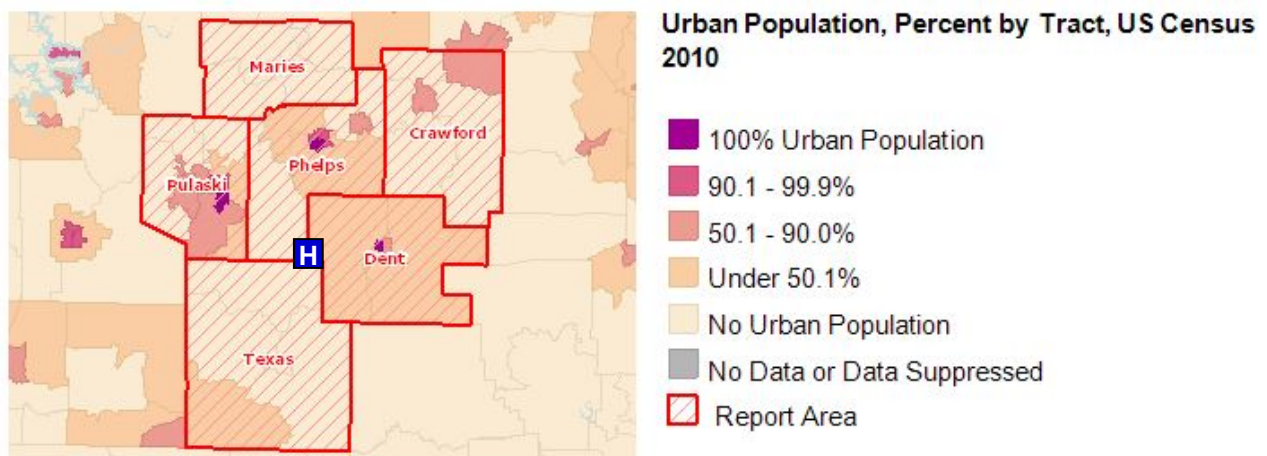 Urban Population, Percent by Tract, US Census
2010
100% Urban Population
90.1 - 99.9%
50.1 - 90.0%
Under 50.1%
No Urban Population
No Data or Data Suppressed
Report Area
Maries
Crawford
Phelps
Pulaski
H
Dent
Texas